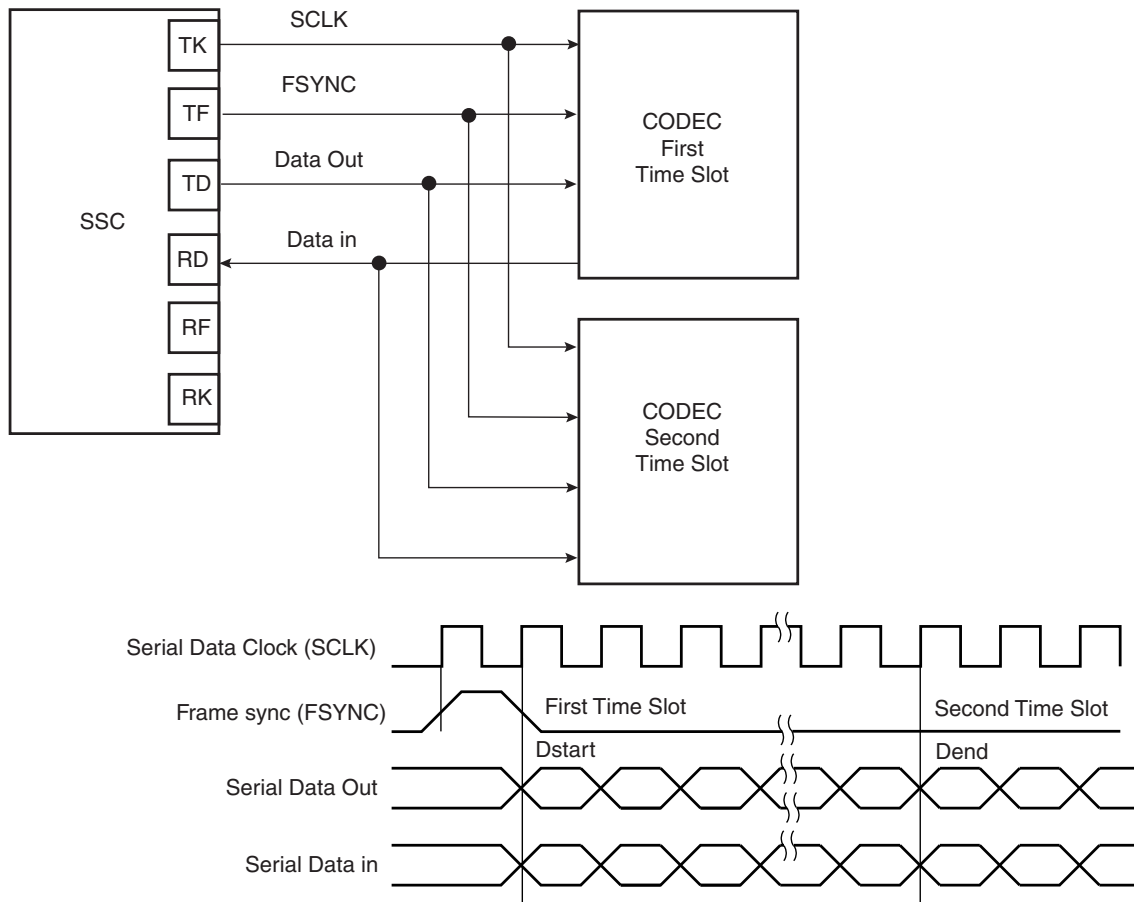 SSC
TK
TF
TD
RD
RF
RK
SCLK
FSYNC
Data Out
Data in
CODEC
First
Time Slot
CODEC
Second
Time Slot
Serial Data Clock (SCLK)
Frame sync (FSYNC)
First Time Slot
Second Time Slot
Dstart
Dend
Serial Data Out
Serial Data in